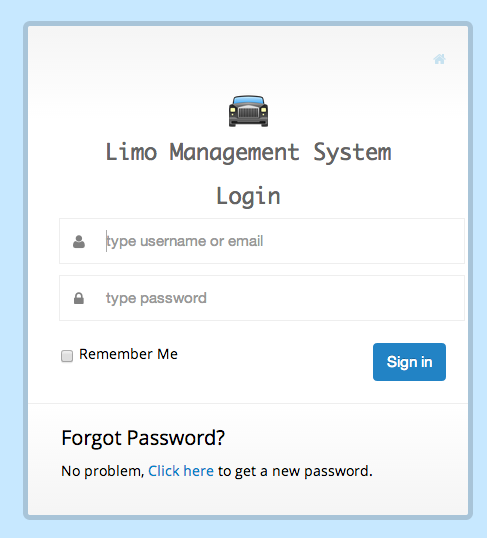 Limo Management System
Login
type username or email
type password
Remember Me
Sign in
Forgot Password?
No problem, Click here to get a new password.